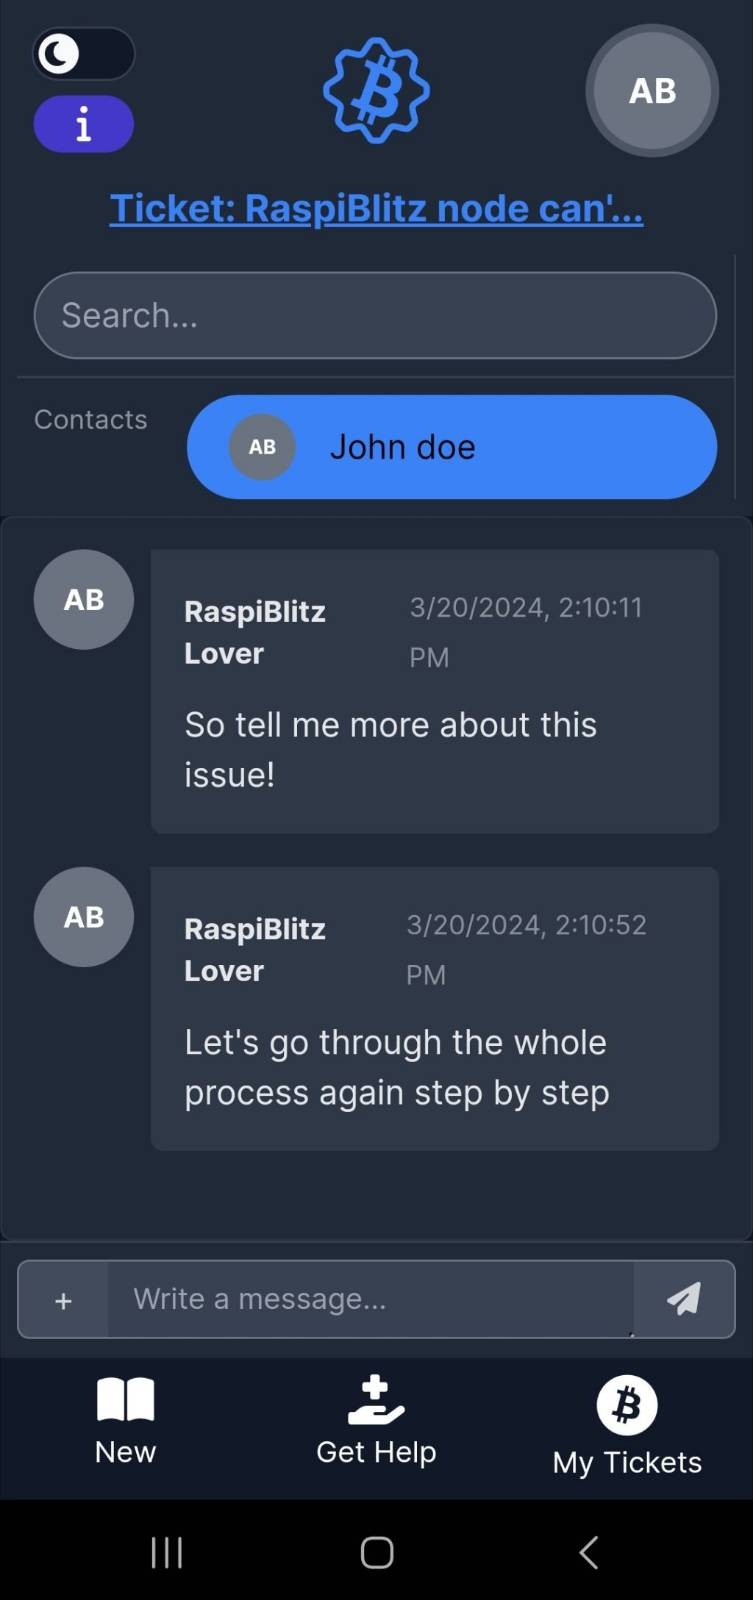 i
AB
Ticket: RaspiBlitz node can'...
Search...
Contacts
AB
John doe
AB
RaspiBlitz
Lover
3/20/2024, 2:10:11
PM
So tell me more about this
issue!
AB
RaspiBlitz
Lover
3/20/2024, 2:10:52
PM
Let's go through the whole
process again step by step
+
Write a message...
New
Get Help
My Tickets